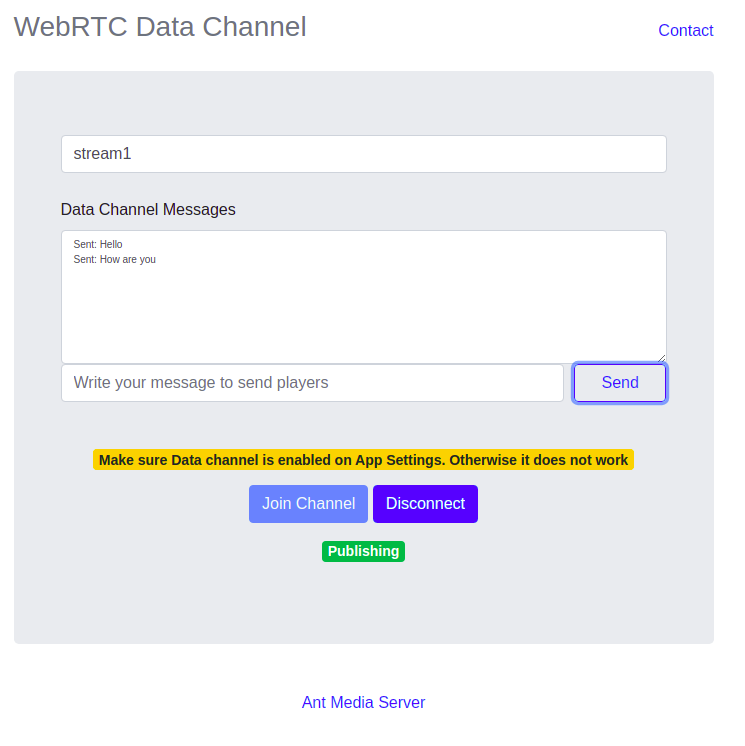 WebRTC Data Channel
Contact
stream1
Data Channel Messages
Sent: Hello
Sent: How are you
Write your message to send players
Send
Make sure Data channel is enabled on App Settings. Otherwise it does not work
Join Channel
Disconnect
Publishing
Ant Media Server